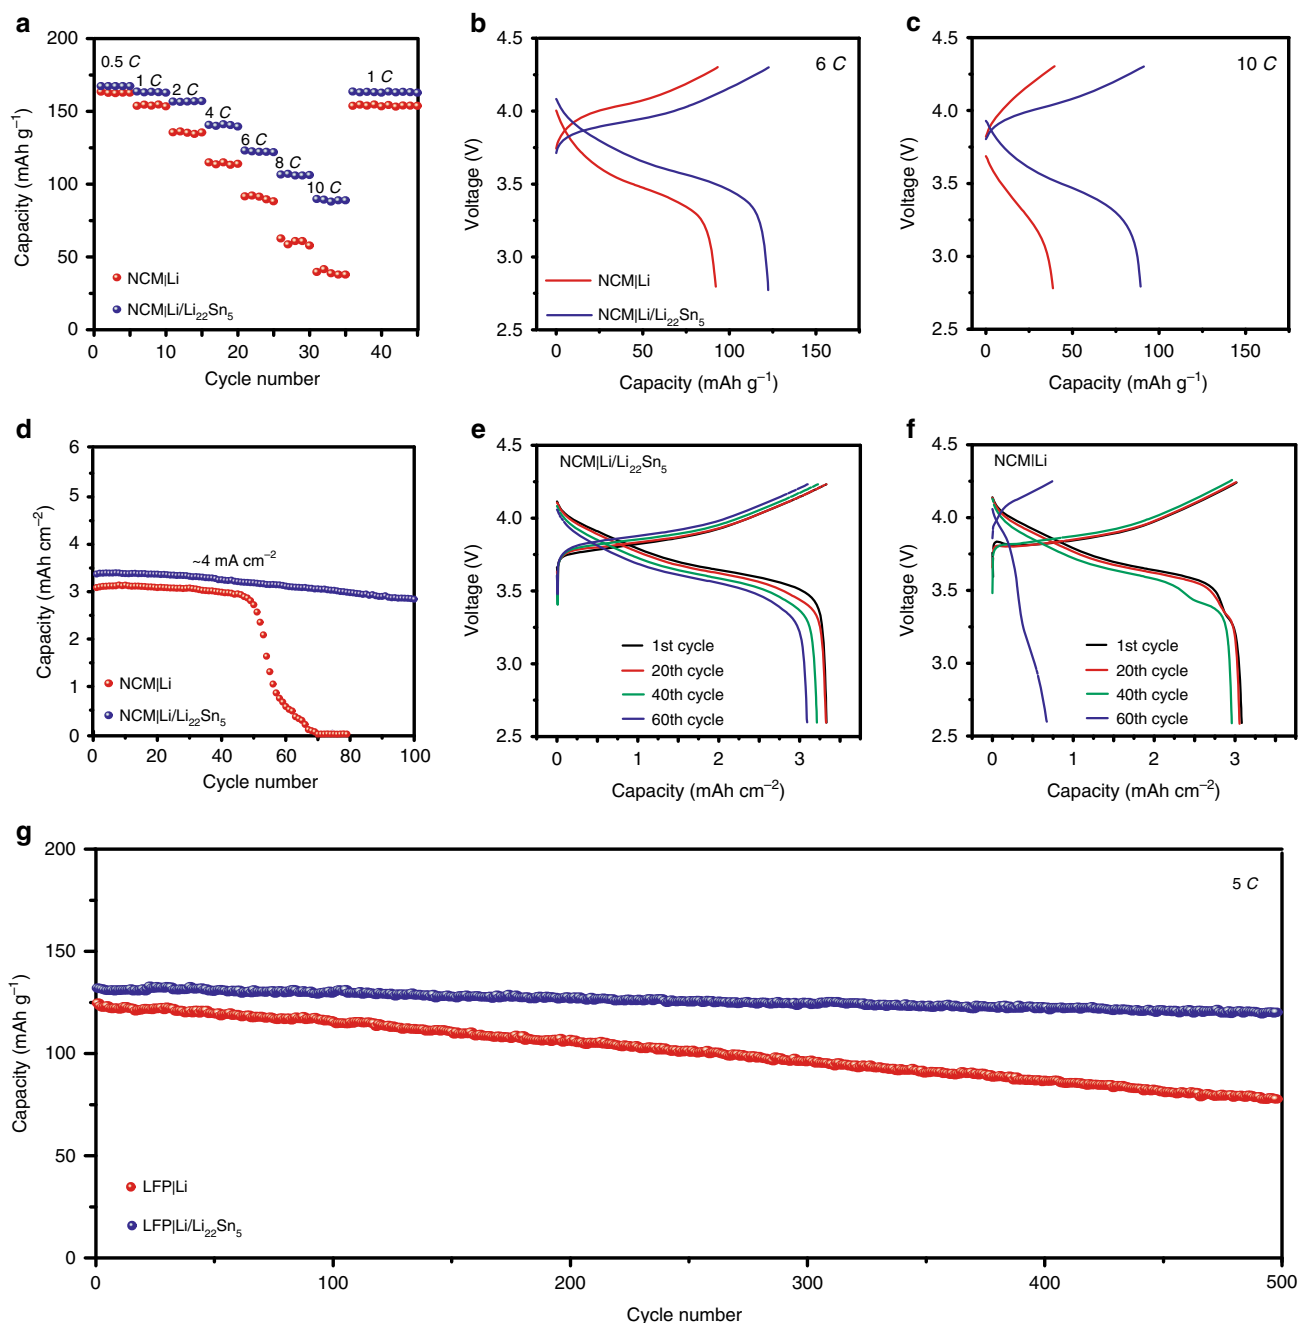 a
200
150
100
50
0
Capacity (mAh g⁻¹)
0.5 C
1 C
2 C
4 C
6 C
8 C
10 C
1 C
NCM|Li
NCM|Li/Li₂₂Sn₅
0 10 20 30 40
Cycle number
b
4.5
4.0
3.5
3.0
2.5
Voltage (V)
6 C
NCM|Li
NCM|Li/Li₂₂Sn₅
0 50 100 150
Capacity (mAh g⁻¹)
c
4.5
4.0
3.5
3.0
2.5
Voltage (V)
10 C
0 50 100 150
Capacity (mAh g⁻¹)
d
6
5
4
3
2
1
0
Capacity (mAh cm⁻²)
~4 mA cm⁻²
NCM|Li
NCM|Li/Li₂₂Sn₅
0 20 40 60 80 100
Cycle number
e
4.5
4.0
3.5
3.0
2.5
Voltage (V)
NCM|Li/Li₂₂Sn₅
1st cycle
20th cycle
40th cycle
60th cycle
0 1 2 3
Capacity (mAh cm⁻²)
f
4.5
4.0
3.5
3.0
2.5
Voltage (V)
NCM|Li
1st cycle
20th cycle
40th cycle
60th cycle
0 1 2 3
Capacity (mAh cm⁻²)
g
200
150
100
50
0
Capacity (mAh g⁻¹)
5 C
LFP|Li
LFP|Li/Li₂₂Sn₅
0 100 200 300 400 500
Cycle number